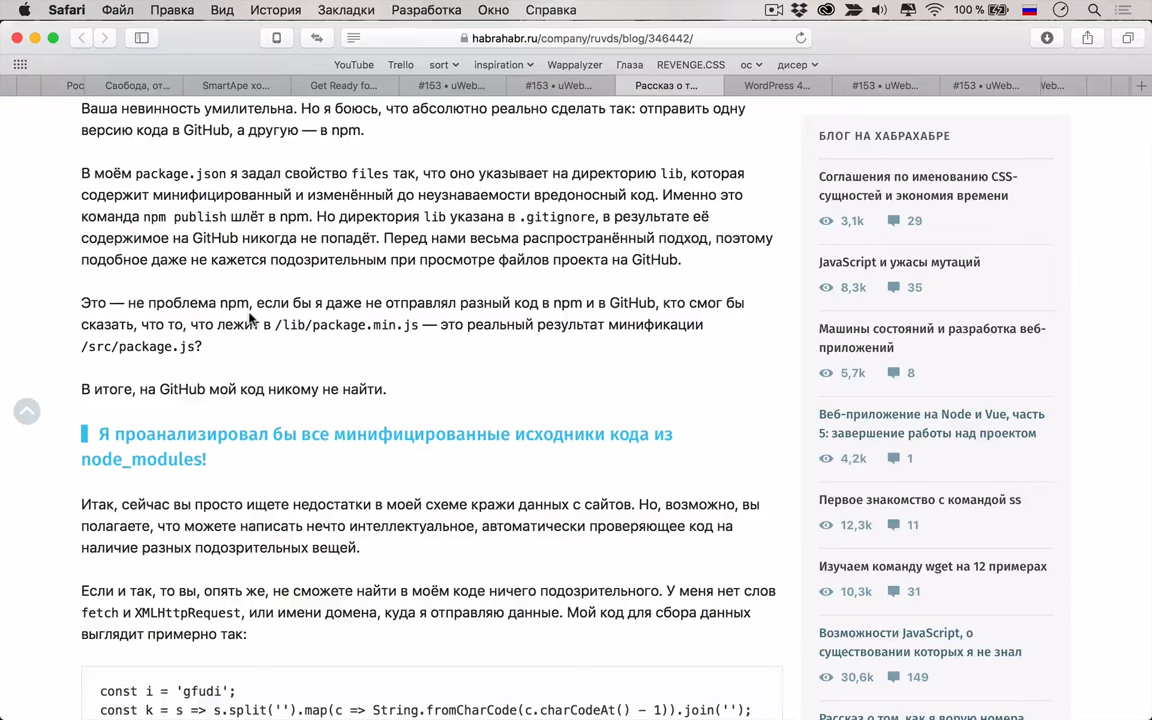 Safari Файл Правка Вид История Закладки Разработка Окно Справка 100 %
habrahabr.ru/company/ruvds/blog/346442/
YouTube Trello sort inspiration Wappalyzer Глаза REVENGE.CSS ос дисер
Рос Свобода, от... SmartApe хо... Get Ready fo... #153 • uWeb... #153 • uWeb... Рассказ о т... WordPress 4... #153 • uWeb... #153 • uWeb... Web...
Ваша невинность умилительна. Но я боюсь, что абсолютно реально сделать так: отправить одну
версию кода в GitHub, а другую — в npm.
В моём package.json я задал свойство files так, что оно указывает на директорию lib, которая
содержит минифицированный и изменённый до неузнаваемости вредоносный код. Именно это
команда npm publish шлёт в npm. Но директория lib указана в .gitignore, в результате её
содержимое на GitHub никогда не попадёт. Перед нами весьма распространённый подход, поэтому
подобное даже не кажется подозрительным при просмотре файлов проекта на GitHub.
Это — не проблема npm, если бы я даже не отправлял разный код в npm и в GitHub, кто смог бы
сказать, что то, что лежит в /lib/package.min.js — это реальный результат минификации
/src/package.js?
В итоге, на GitHub мой код никому не найти.
Я проанализировал бы все минифицированные исходники кода из
node_modules!
Итак, сейчас вы просто ищете недостатки в моей схеме кражи данных с сайтов. Но, возможно, вы
полагаете, что можете написать нечто интеллектуальное, автоматически проверяющее код на
наличие разных подозрительных вещей.
Если и так, то вы, опять же, не сможете найти в моём коде ничего подозрительного. У меня нет слов
fetch и XMLHttpRequest, или имени домена, куда я отправляю данные. Мой код для сбора данных
выглядит примерно так:
const i = 'gfudi';
const k = s => s.split('').map(c => String.fromCharCode(c.charCodeAt() - 1)).join('');
БЛОГ НА ХАБРАХАБРЕ
Соглашения по именованию CSS-
сущностей и экономия времени
3,1k 29
JavaScript и ужасы мутаций
8,3k 35
Машины состояний и разработка веб-
приложений
5,7k 8
Веб-приложение на Node и Vue, часть
5: завершение работы над проектом
4,2k 1
Первое знакомство с командой ss
12,3k 11
Изучаем команду wget на 12 примерах
10,3k 31
Возможности JavaScript, о
существовании которых я не знал
30,6k 149
Рассказ о том, как я ворую номера